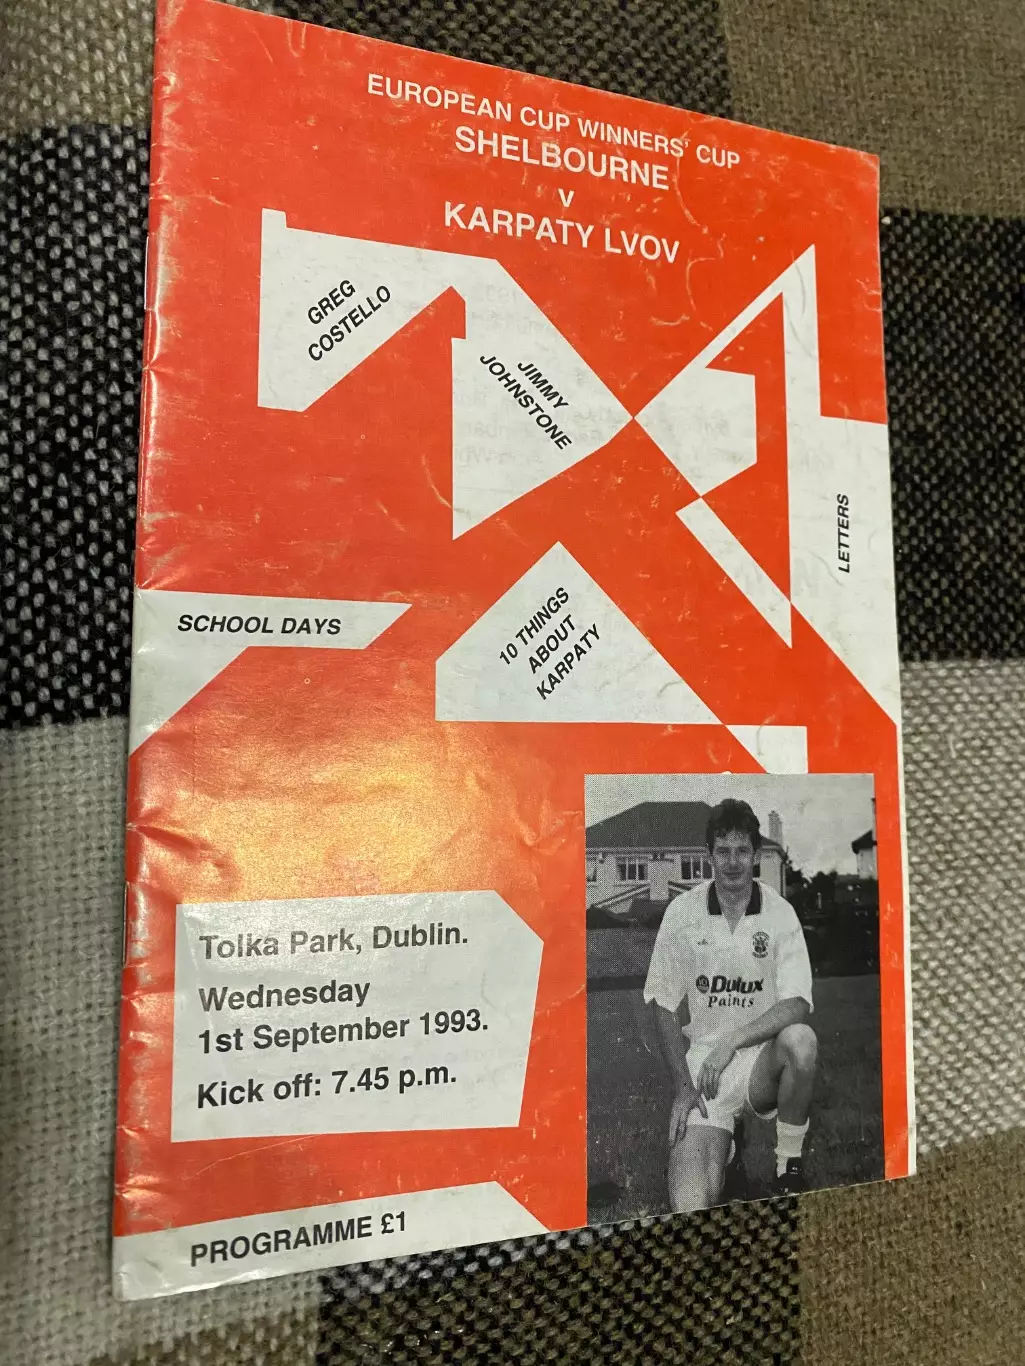 EUROPEAN CUP WINNERS' CUP
SHELBOURNE
v
KARPATY LVOV
GREG
COSTELLO
JIMMY
JOHNSTONE
LETTERS
SCHOOL DAYS
10 THINGS
ABOUT
KARPATY
Tolka Park, Dublin.
Wednesday
1st September 1993.
Kick off: 7.45 p.m.
Dulux
Paints
PROGRAMME £1